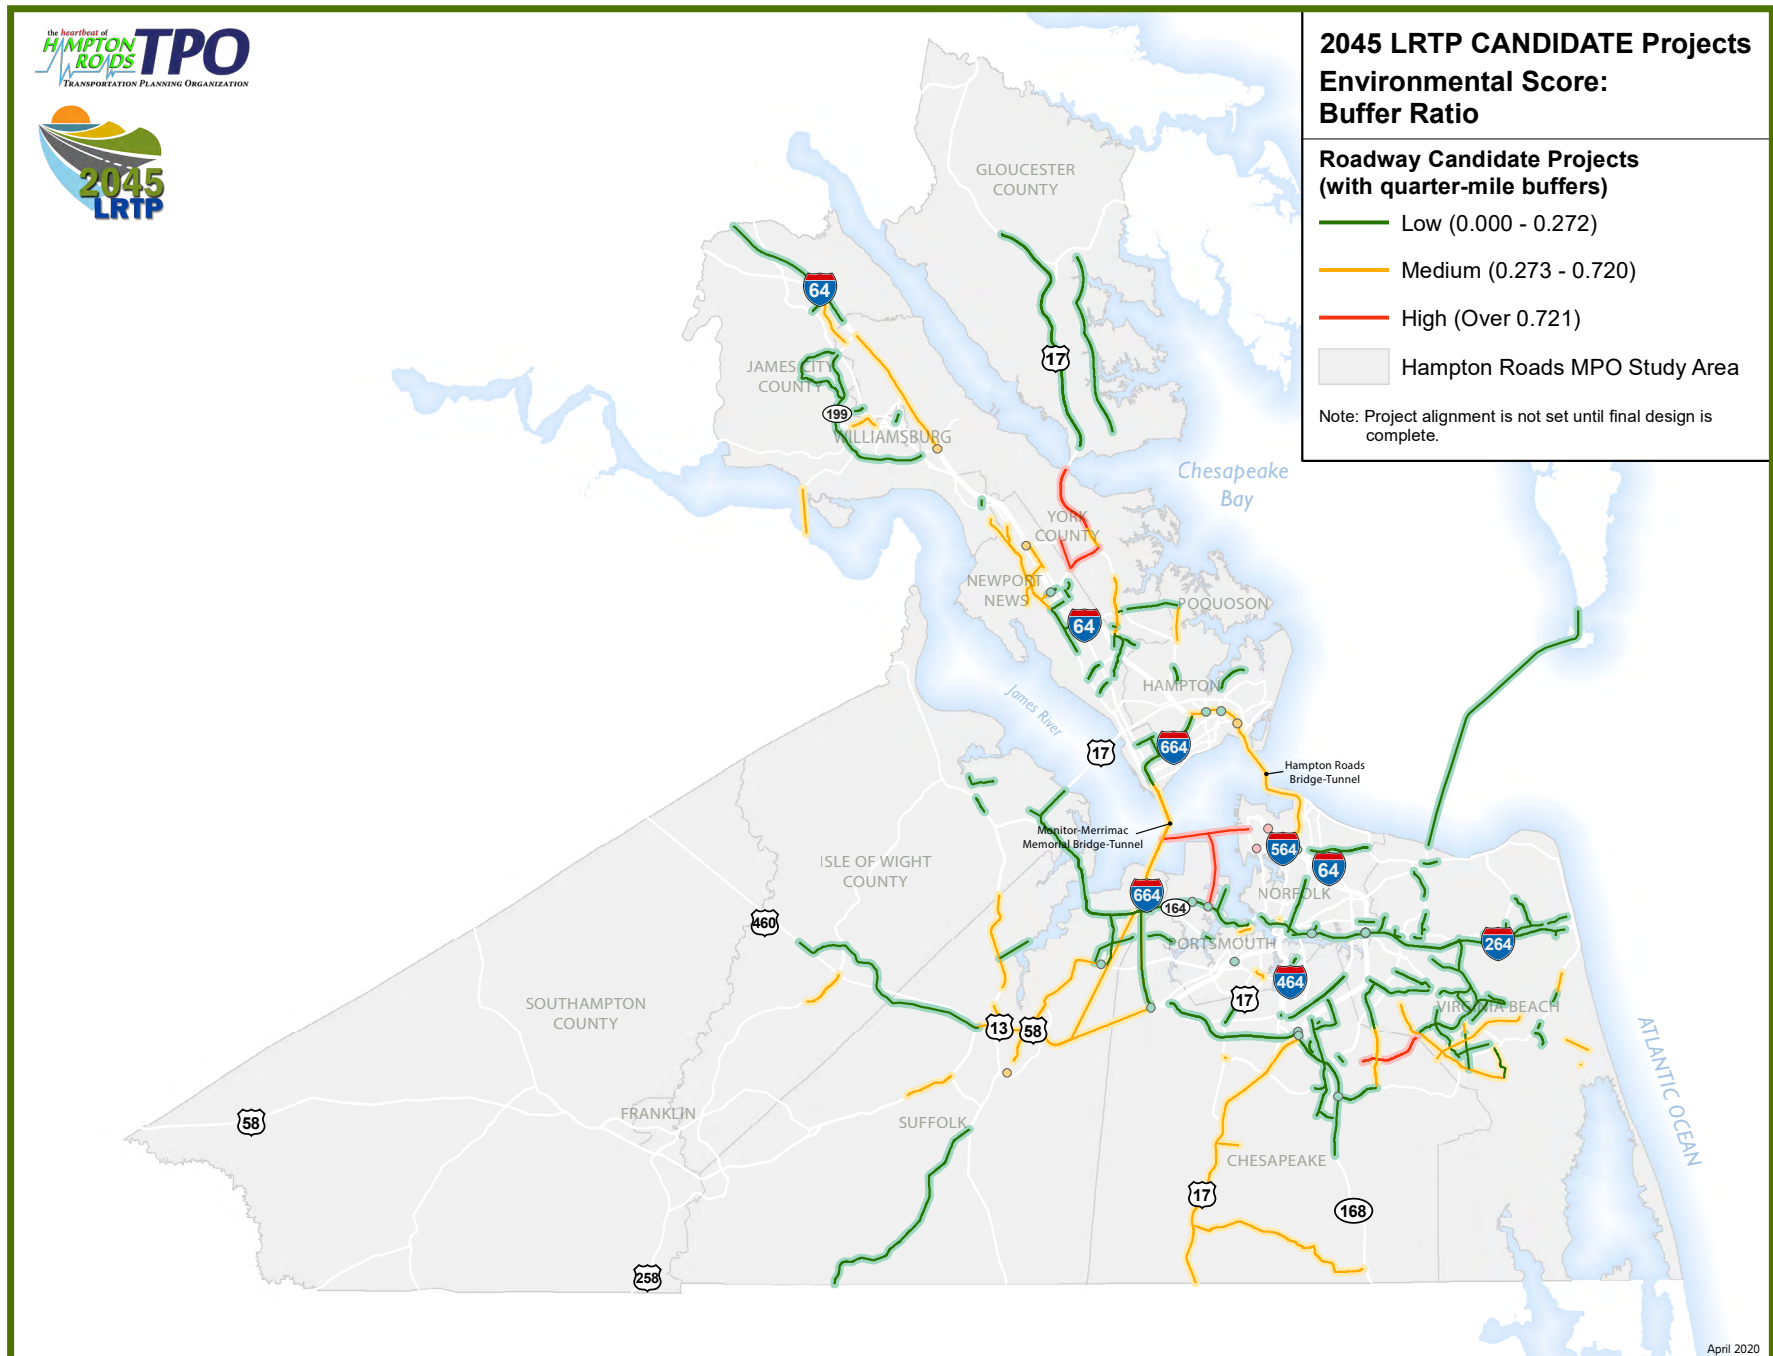 the heartbeat of
HAMPTON
ROADS
TPO
TRANSPORTATION PLANNING ORGANIZATION
2045
LRTP
2045 LRTP CANDIDATE Projects
Environmental Score:
Buffer Ratio
Roadway Candidate Projects
(with quarter-mile buffers)
Low (0.000 - 0.272)
Medium (0.273 - 0.720)
High (Over 0.721)
Hampton Roads MPO Study Area
Note: Project alignment is not set until final design is
complete.
GLOUCESTER
COUNTY
64
17
JAMES CITY
COUNTY
199
WILLIAMSBURG
Chesapeake
Bay
YORK
COUNTY
NEWPORT
NEWS
POQUOSON
64
HAMPTON
James River
17
664
Hampton Roads
Bridge-Tunnel
Monitor-Merrimac
Memorial Bridge-Tunnel
564
64
ISLE OF WIGHT
COUNTY
664
164
NORFOLK
460
PORTSMOUTH
264
464
17
SOUTHAMPTON
COUNTY
13
58
VIRGINIA BEACH
ATLANTIC OCEAN
58
FRANKLIN
SUFFOLK
CHESAPEAKE
17
168
258
April 2020